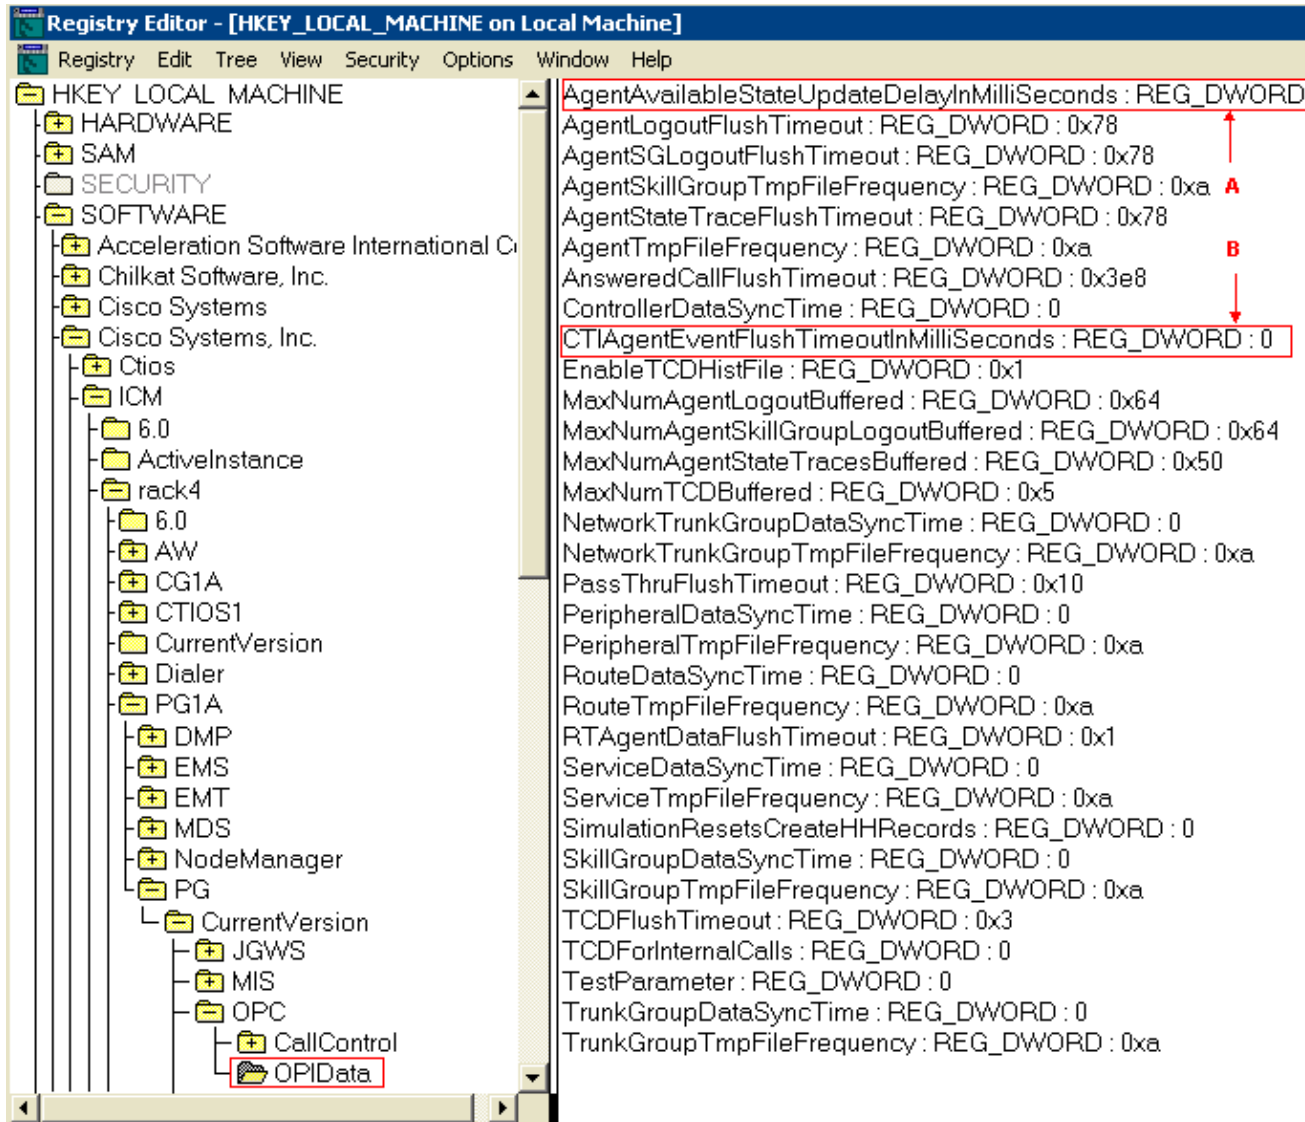 Registry Editor - [HKEY_LOCAL_MACHINE on Local Machine]
Registry Edit Tree View Security Options Window Help
HKEY_LOCAL_MACHINE
HARDWARE
SAM
SECURITY
SOFTWARE
Acceleration Software International C
Chilkat Software, Inc.
Cisco Systems
Cisco Systems, Inc.
Ctios
ICM
6.0
ActiveInstance
rack4
6.0
AW
CG1A
CTIOS1
CurrentVersion
Dialer
PG1A
DMP
EMS
EMT
MDS
NodeManager
PG
CurrentVersion
JGWS
MIS
OPC
CallControl
OPIData
AgentAvailableStateUpdateDelayInMilliSeconds : REG_DWORD
AgentLogoutFlushTimeout : REG_DWORD : 0x78
AgentSGLogoutFlushTimeout : REG_DWORD : 0x78
AgentSkillGroupTmpFileFrequency : REG_DWORD : 0xa
A
AgentStateTraceFlushTimeout : REG_DWORD : 0x78
AgentTmpFileFrequency : REG_DWORD : 0xa
B
AnsweredCallFlushTimeout : REG_DWORD : 0x3e8
ControllerDataSyncTime : REG_DWORD : 0
CTIAgentEventFlushTimeoutInMilliSeconds : REG_DWORD : 0
EnableTCDHistFile : REG_DWORD : 0x1
MaxNumAgentLogoutBuffered : REG_DWORD : 0x64
MaxNumAgentSkillGroupLogoutBuffered : REG_DWORD : 0x64
MaxNumAgentStateTracesBuffered : REG_DWORD : 0x50
MaxNumTCDBuffered : REG_DWORD : 0x5
NetworkTrunkGroupDataSyncTime : REG_DWORD : 0
NetworkTrunkGroupTmpFileFrequency : REG_DWORD : 0xa
PassThruFlushTimeout : REG_DWORD : 0x10
PeripheralDataSyncTime : REG_DWORD : 0
PeripheralTmpFileFrequency : REG_DWORD : 0xa
RouteDataSyncTime : REG_DWORD : 0
RouteTmpFileFrequency : REG_DWORD : 0xa
RTAgentDataFlushTimeout : REG_DWORD : 0x1
ServiceDataSyncTime : REG_DWORD : 0
ServiceTmpFileFrequency : REG_DWORD : 0xa
SimulationResetsCreateHHRecords : REG_DWORD : 0
SkillGroupDataSyncTime : REG_DWORD : 0
SkillGroupTmpFileFrequency : REG_DWORD : 0xa
TCDFlushTimeout : REG_DWORD : 0x3
TCDForInternalCalls : REG_DWORD : 0
TestParameter : REG_DWORD : 0
TrunkGroupDataSyncTime : REG_DWORD : 0
TrunkGroupTmpFileFrequency : REG_DWORD : 0xa